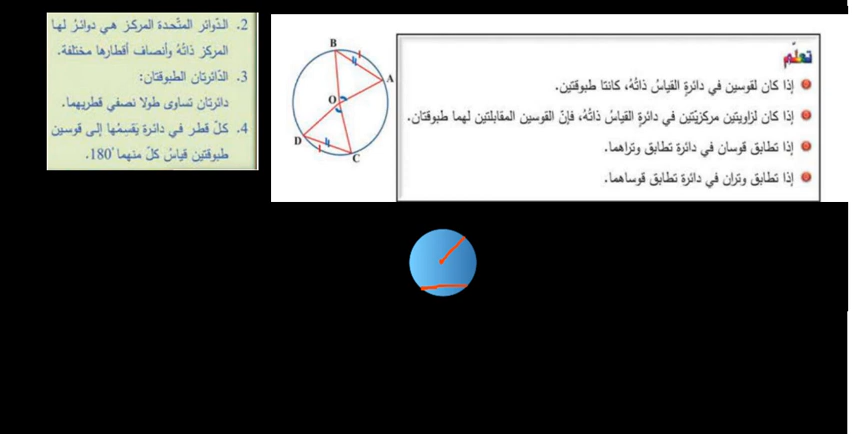 2. الدّوائر المتّحدة المركز هي دوائرُ لها
المركز ذاتُهُ وأنصاف أقطارها مختلفة.
3. الدّائرتان الطبوقتان:
دائرتان تساوى طولا نصفي قطريهما.
4. كلّ قطر في دائرة يَقسِمُها إلى قوسين
طبوقتين قياسُ كلّ منهما 180°.
B
A
O
D
C
تعلَّم
إذا كان لقوسين في دائرةٍ القياسُ ذاتُهُ، كانتا طبوقتين.
إذا كان لزاويتين مركزيّتين في دائرةٍ القياسُ ذاتُهُ، فإنّ القوسين المقابلتين لهما طبوقتان.
إذا تطابق قوسان في دائرة تطابق وتراهما.
إذا تطابق وتران في دائرة تطابق قوساهما.